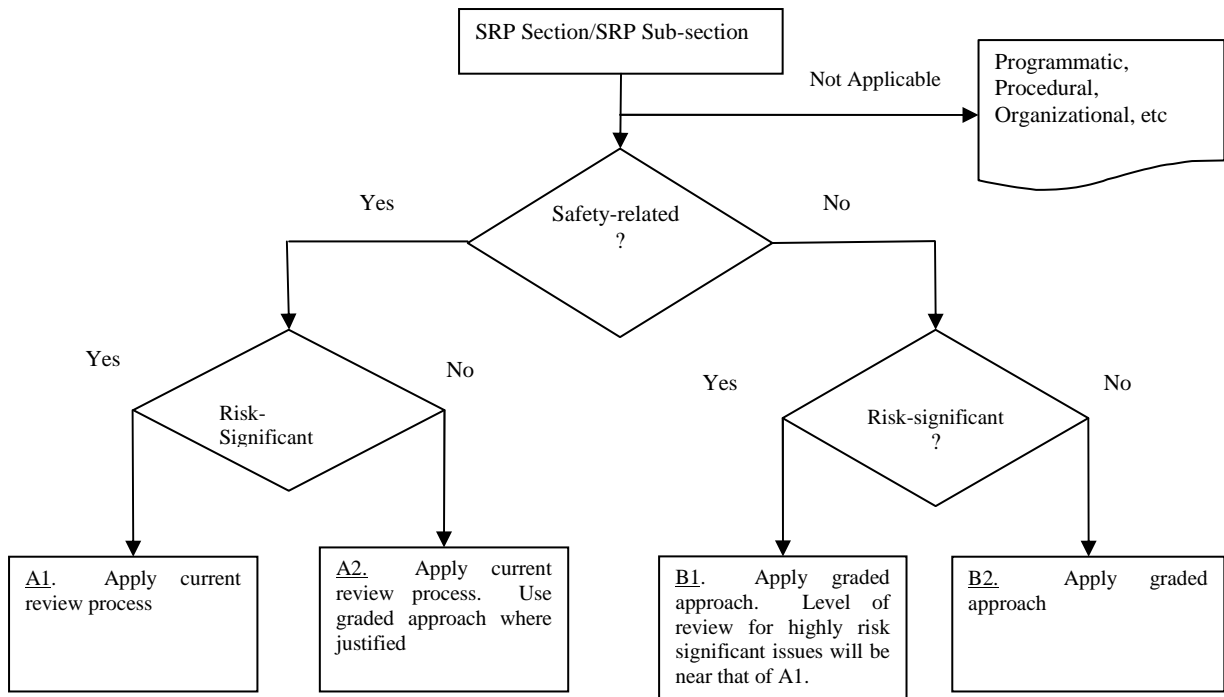 SRP Section/SRP Sub-section
Not Applicable
Programmatic,
Procedural,
Organizational, etc
Yes
Safety-related
?
No
Yes
Risk-
Significant
No
Yes
Risk-significant
?
No
A1. Apply current
review process
A2. Apply current
review process. Use
graded approach where
justified
B1. Apply graded
approach. Level of
review for highly risk
significant issues will be
near that of A1.
B2. Apply graded
approach